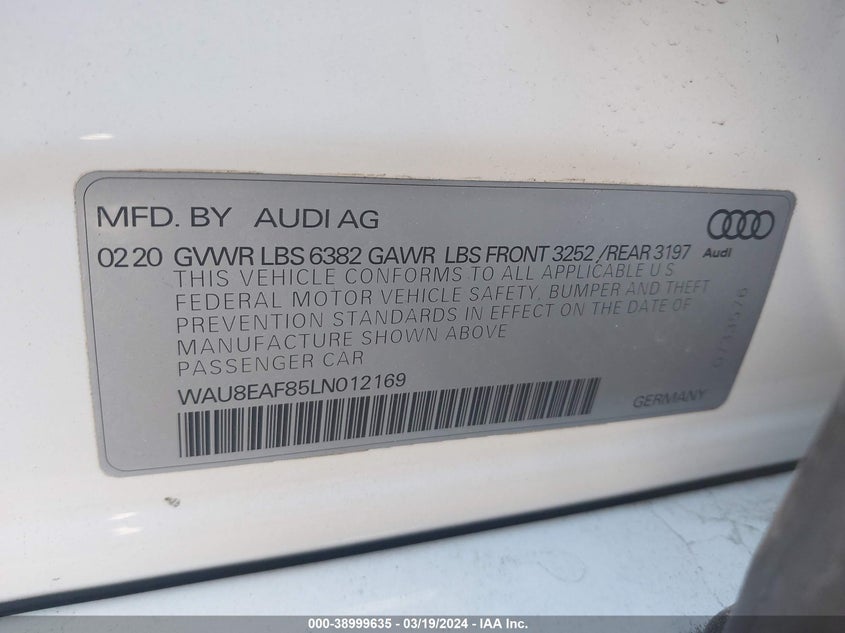 MFD. BY AUDI AG
02 20 GVWR LBS 6382 GAWR LBS FRONT 3252 /REAR 3197
Audi
THIS VEHICLE CONFORMS TO ALL APPLICABLE U S
FEDERAL MOTOR VEHICLE SAFETY, BUMPER AND THEFT
PREVENTION STANDARDS IN EFFECT ON THE DATE OF
MANUFACTURE SHOWN ABOVE
PASSENGER CAR
WAU8EAF85LN012169
GERMANY
000-38999635 - 03/19/2024 - IAA Inc.